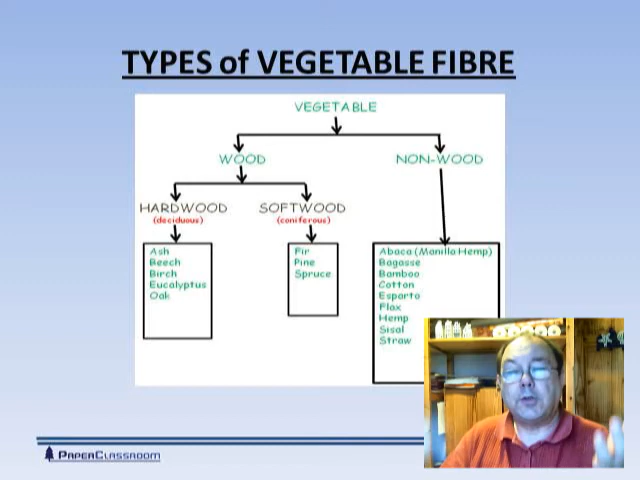 TYPES of VEGETABLE FIBRE
VEGETABLE
WOOD
NON-WOOD
HARDWOOD
(deciduous)
SOFTWOOD
(coniferous)
Ash
Beech
Birch
Eucalyptus
Oak
Fir
Pine
Spruce
Abaca (Manilla Hemp)
Bagasse
Bamboo
Cotton
Esparto
Flax
Hemp
Sisal
Straw
PAPERCLASSROOM